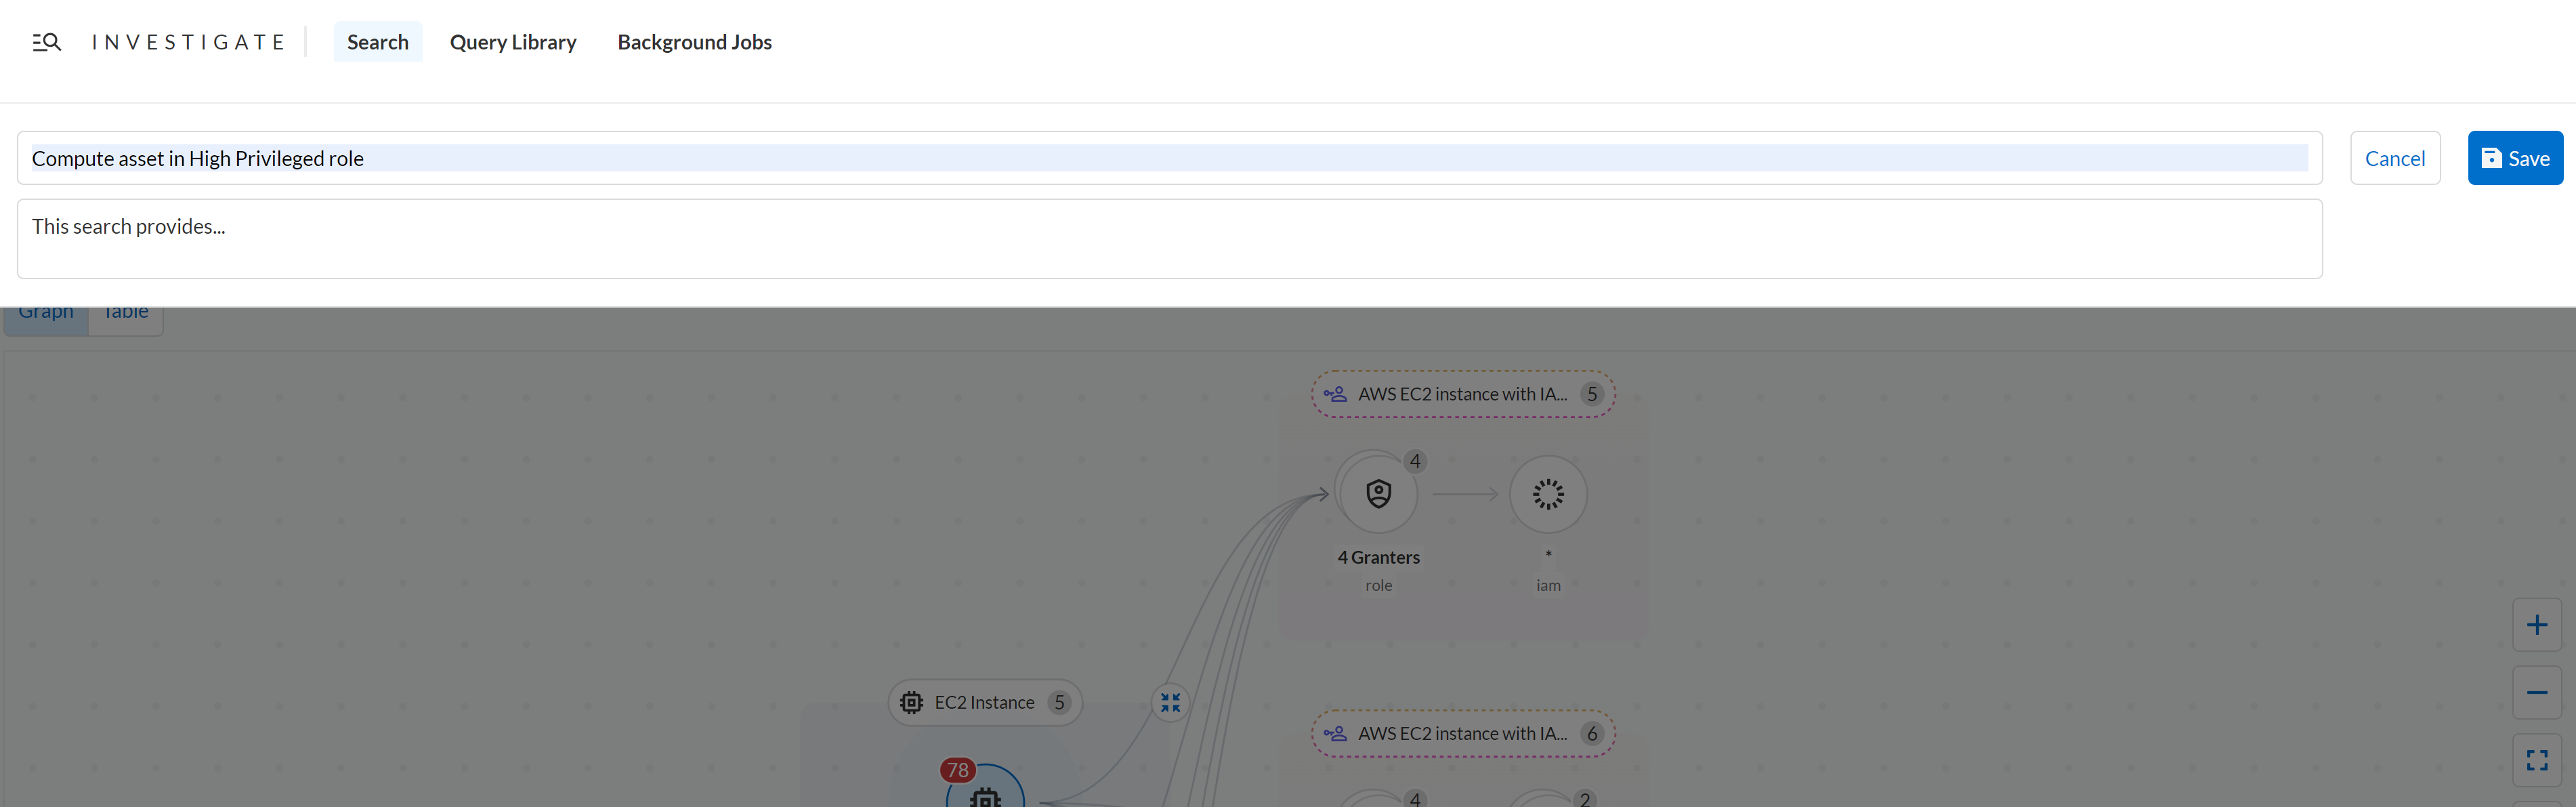 INVESTIGATE Search Query Library Background Jobs
Compute asset in High Privileged role Cancel Save
This search provides...
Graph Table
AWS EC2 instance with IA... 5
4
4 Granters *
role iam
EC2 Instance 5
AWS EC2 instance with IA... 6
78
4 2